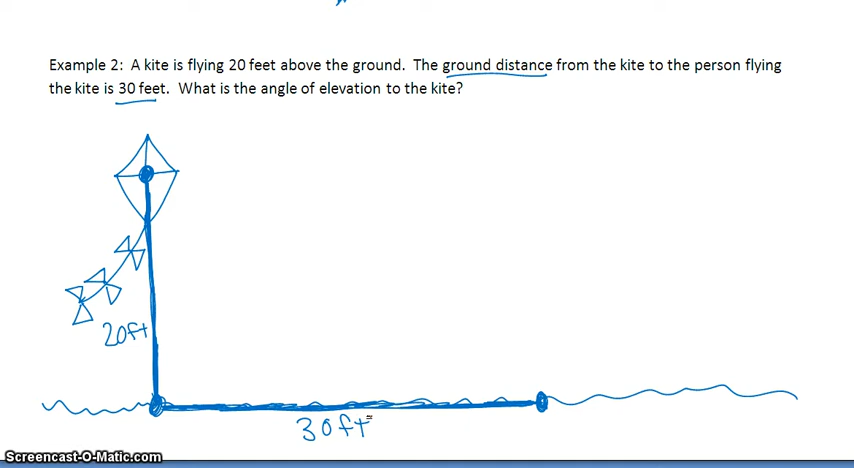 Example 2:  A kite is flying 20 feet above the ground.  The ground distance from the kite to the person flying
the kite is 30 feet.  What is the angle of elevation to the kite?
20ft
30ft
Screencast-O-Matic.com